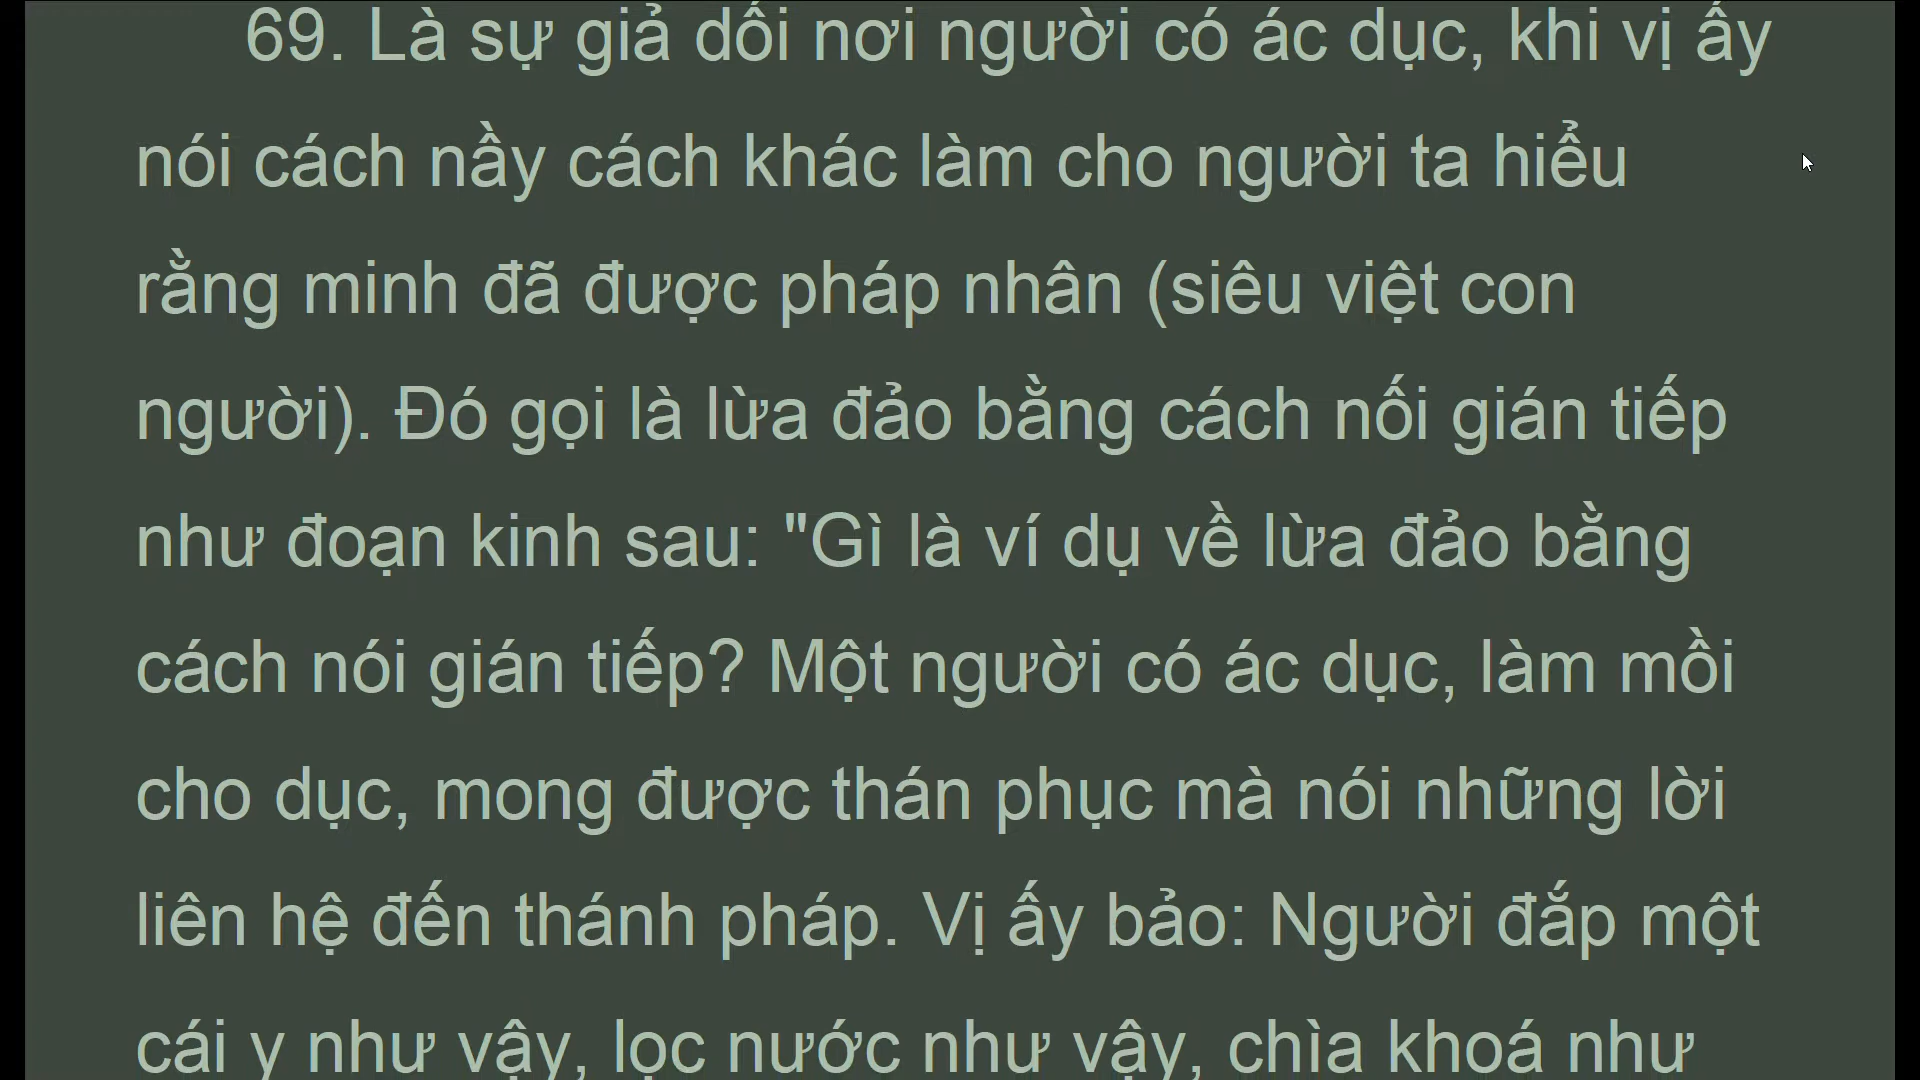 69. Là sự giả dối nơi người có ác dục, khi vị ấy
nói cách nầy cách khác làm cho người ta hiểu
rằng minh đã được pháp nhân (siêu việt con
người). Đó gọi là lừa đảo bằng cách nối gián tiếp
như đoạn kinh sau: "Gì là ví dụ về lừa đảo bằng
cách nói gián tiếp? Một người có ác dục, làm mồi
cho dục, mong được thán phục mà nói những lời
liên hệ đến thánh pháp. Vị ấy bảo: Người đắp một
cái y như vậy, lọc nước như vậy, chìa khoá như